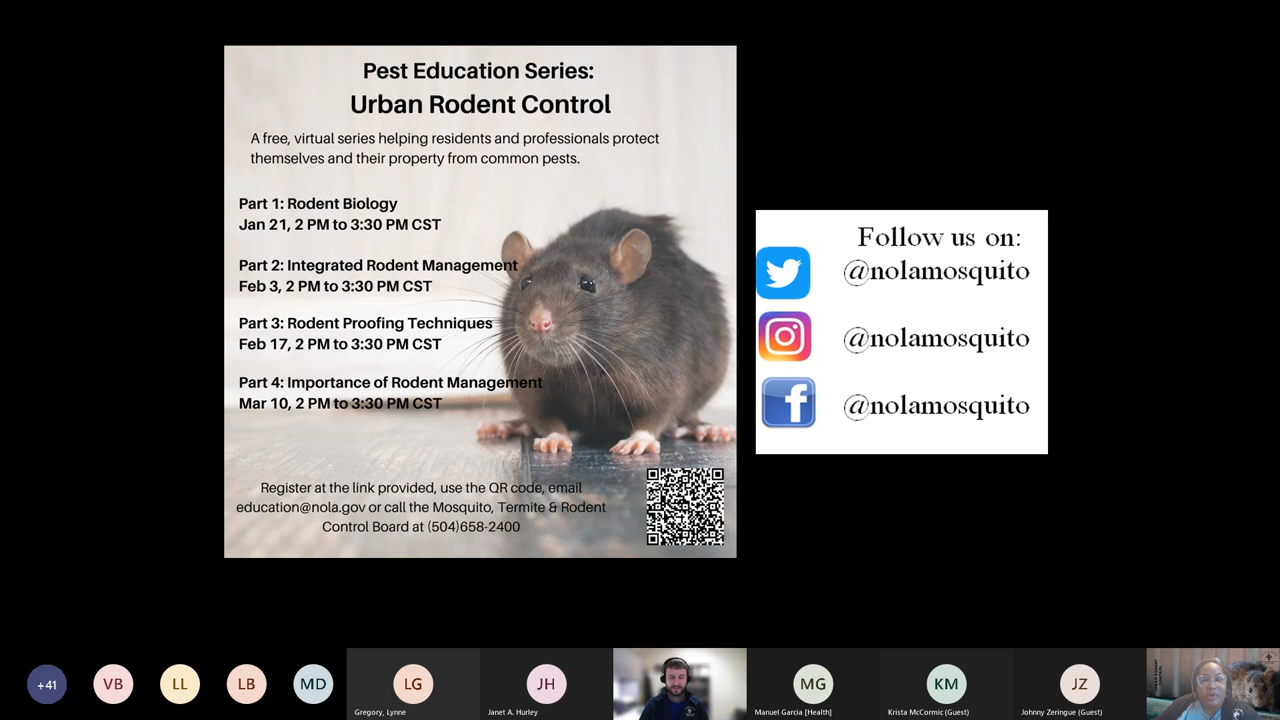 Pest Education Series:
Urban Rodent Control
A free, virtual series helping residents and professionals protect
themselves and their property from common pests.
Part 1: Rodent Biology
Jan 21, 2 PM to 3:30 PM CST
Part 2: Integrated Rodent Management
Feb 3, 2 PM to 3:30 PM CST
Part 3: Rodent Proofing Techniques
Feb 17, 2 PM to 3:30 PM CST
Part 4: Importance of Rodent Management
Mar 10, 2 PM to 3:30 PM CST
Register at the link provided, use the QR code, email
education@nola.gov or call the Mosquito, Termite & Rodent
Control Board at (504)658-2400
Follow us on:
@nolamosquito
@nolamosquito
@nolamosquito
+41
VB
LL
LB
MD
LG
Gregory, Lynne
JH
Janet A. Hurley
MG
Manuel Garcia [Health]
KM
Krista McCormic (Guest)
JZ
Johnny Zeringue (Guest)